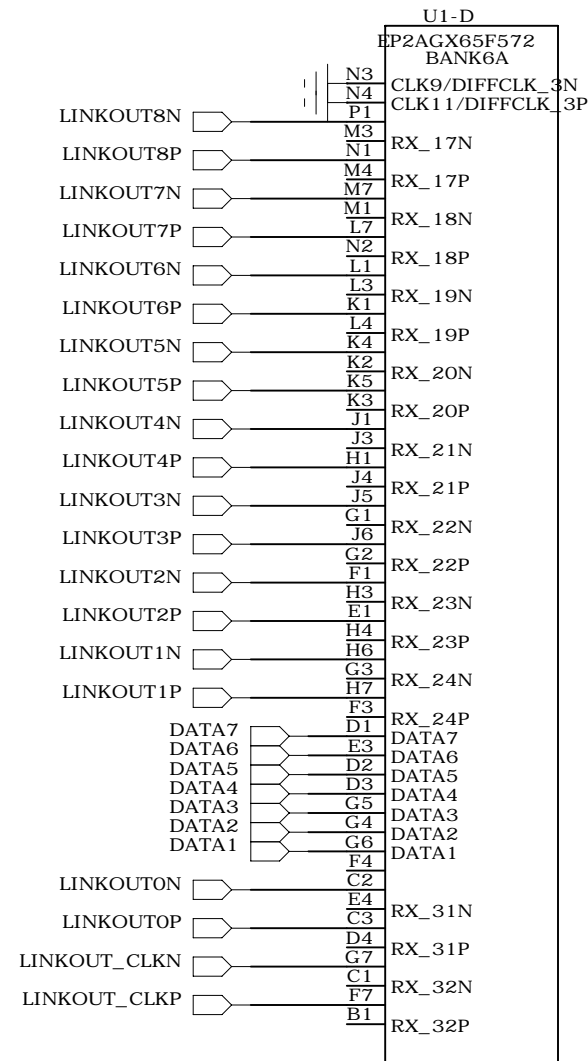 U1-D
EP2AGX65F572
BANK6A
N3 CLK9/DIFFCLK_3N
N4 CLK11/DIFFCLK_3P
LINKOUT8N P1
M3 RX_17N
LINKOUT8P N1
M4 RX_17P
LINKOUT7N M7
M1 RX_18N
LINKOUT7P L7
N2 RX_18P
LINKOUT6N L1
L3 RX_19N
LINKOUT6P K1
L4 RX_19P
LINKOUT5N K4
K2 RX_20N
LINKOUT5P K5
K3 RX_20P
LINKOUT4N J1
J3 RX_21N
LINKOUT4P H1
J4 RX_21P
LINKOUT3N J5
G1 RX_22N
LINKOUT3P J6
G2 RX_22P
LINKOUT2N F1
H3 RX_23N
LINKOUT2P E1
H4 RX_23P
LINKOUT1N H6
G3 RX_24N
LINKOUT1P H7
F3 RX_24P
DATA7 D1 DATA7
DATA6 E3 DATA6
DATA5 D2 DATA5
DATA4 D3 DATA4
DATA3 G5 DATA3
DATA2 G4 DATA2
DATA1 G6 DATA1
F4
LINKOUT0N C2
E4 RX_31N
LINKOUT0P C3
D4 RX_31P
LINKOUT_CLKN G7
C1 RX_32N
LINKOUT_CLKP F7
B1 RX_32P